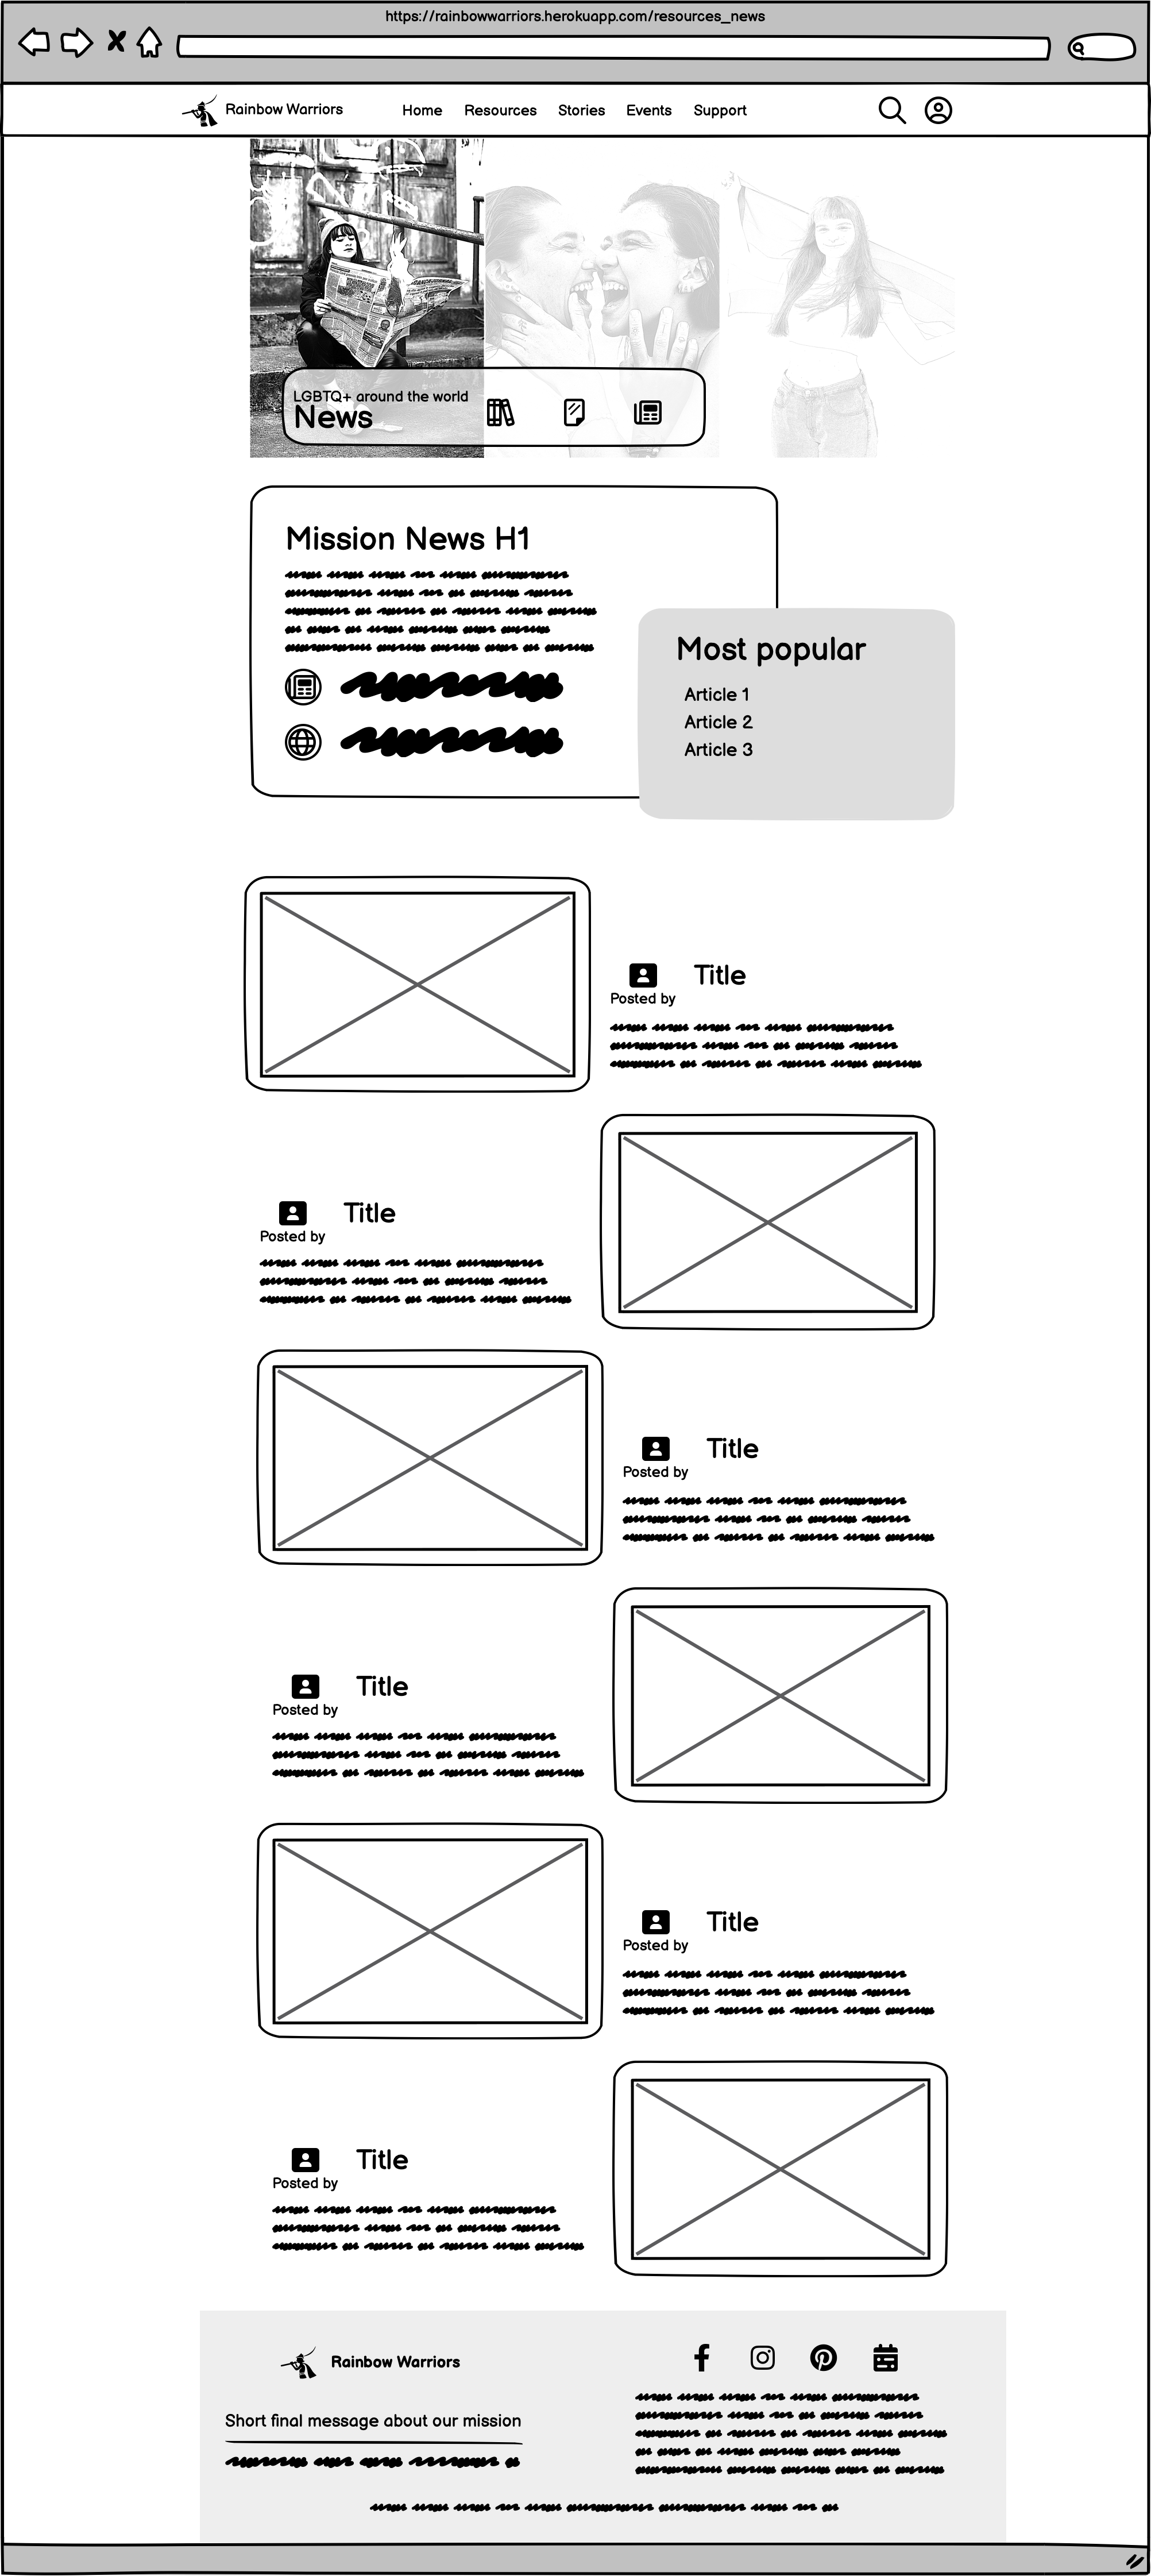 https://rainbowwarriors.herokuapp.com/resources_news
Rainbow Warriors Home Resources Stories Events Support
LGBTQ+ around the world
News
Mission News H1
Most popular
Article 1
Article 2
Article 3
Title
Posted by
Title
Posted by
Title
Posted by
Title
Posted by
Title
Posted by
Title
Posted by
Rainbow Warriors
Short final message about our mission